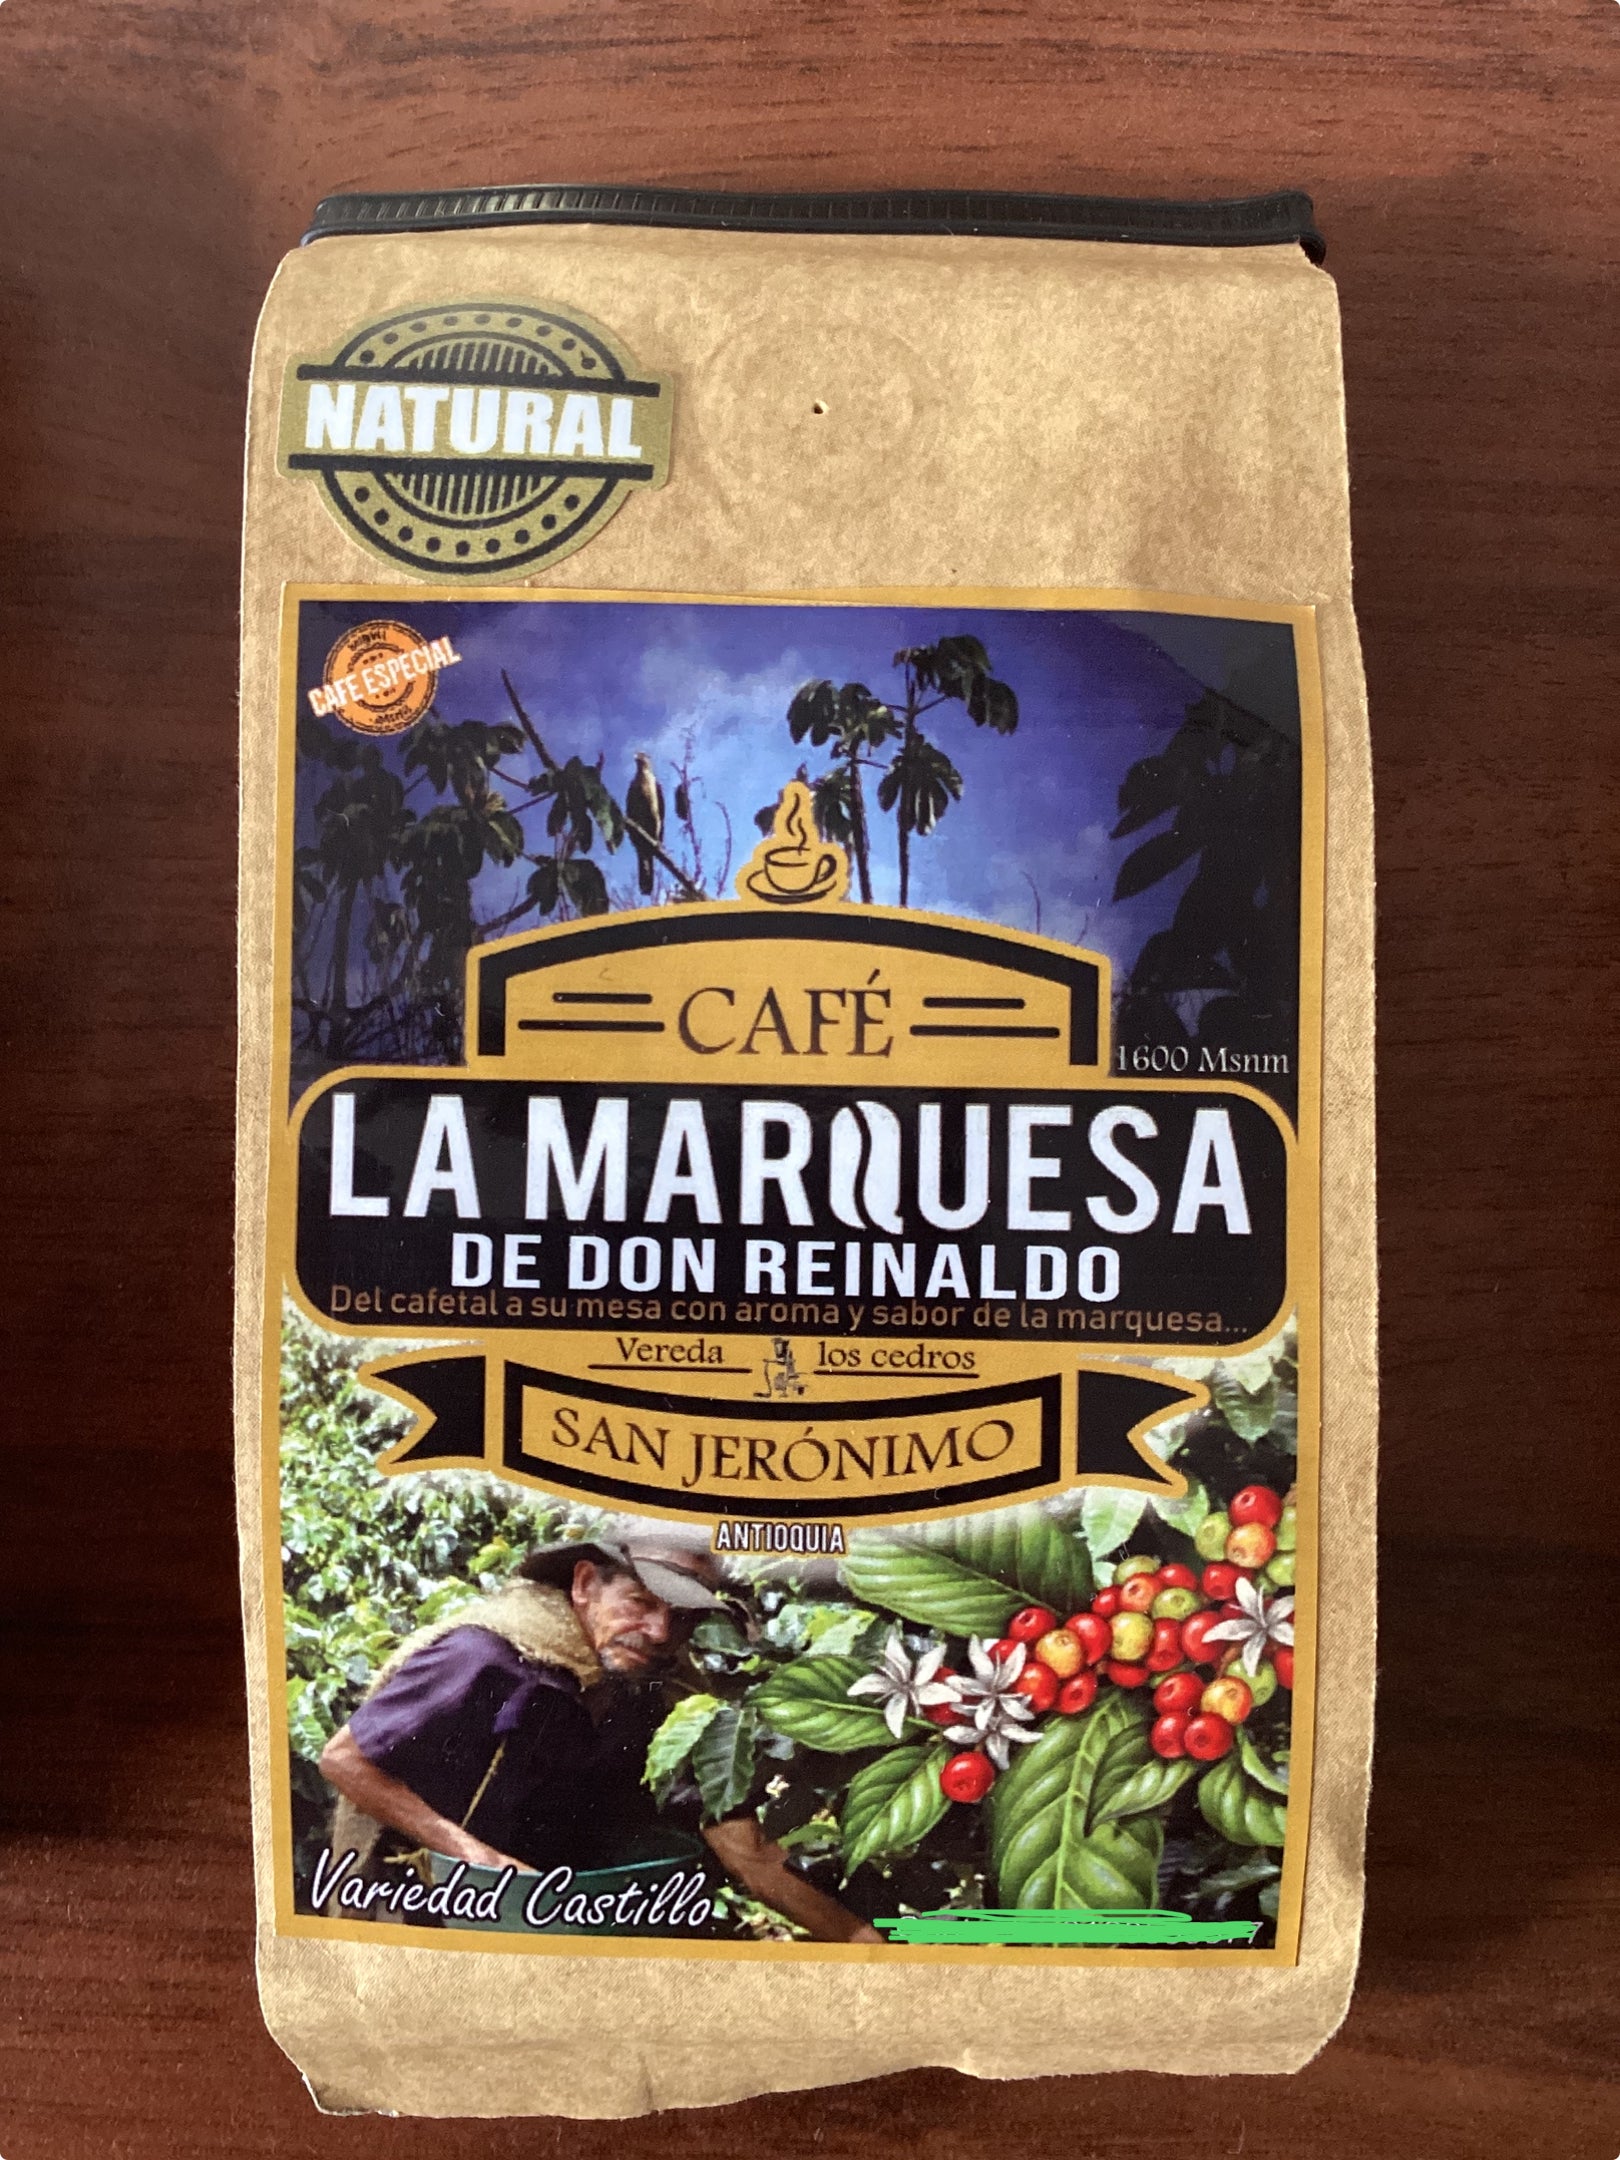 NATURAL
CAFE ESPECIAL
CAFÉ
1600 Msnm
LA MARQUESA
DE DON REINALDO
Del cafetal a su mesa con aroma y sabor de la marquesa...
Vereda los cedros
SAN JERÓNIMO
ANTIOQUIA
Variedad Castillo